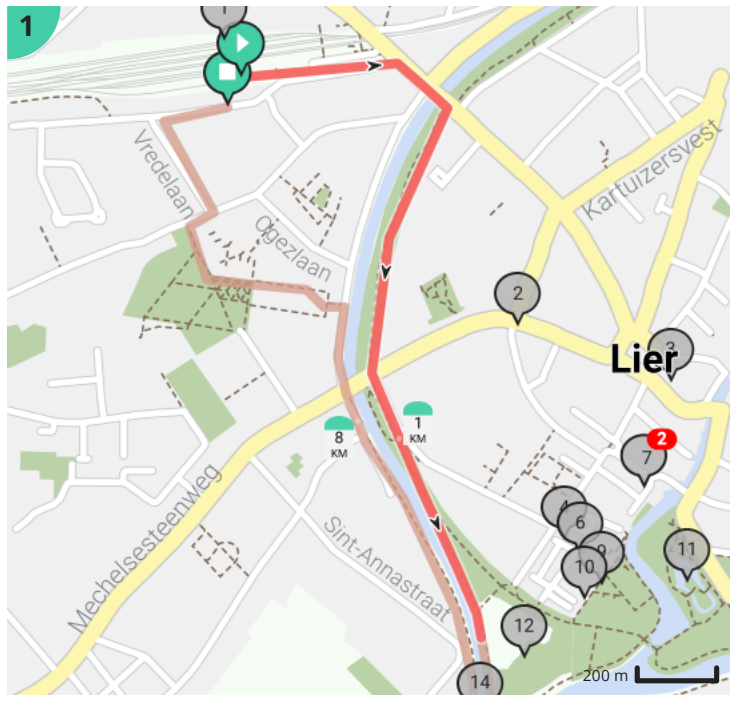 1
1
Vredelaan
Ogezlaan
Kartuizersvest
2
3
Lier
8
KM
1
KM
2
7
4
6
9
10
11
Mechelsesteenweg
Sint-Annastraat
12
14
200 m